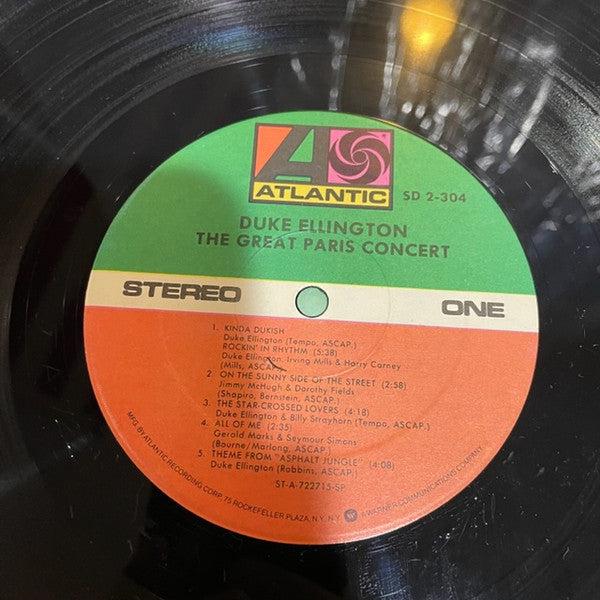 ATLANTIC
SD 2-304
DUKE ELLINGTON
THE GREAT PARIS CONCERT
STEREO
ONE
1. KINDA DUKISH
Duke Ellington (Tempo, ASCAP.)
ROCKIN' IN RHYTHM (5:38)
Duke Ellington, Irving Mills & Harry Carney
(Mills, ASCAP.)
2. ON THE SUNNY SIDE OF THE STREET (2:58)
Jimmy McHugh & Dorothy Fields
(Shapiro, Bernstein, ASCAP.)
3. THE STAR-CROSSED LOVERS (4:18)
Duke Ellington & Billy Strayhorn (Tempo, ASCAP.)
4. ALL OF ME (2:35)
Gerald Marks & Seymour Simons
(Bourne/Marlong, ASCAP.)
5. THEME FROM "ASPHALT JUNGLE" (4:08)
Duke Ellington (Robbins, ASCAP.)
ST-A-722715-SP
MFG. BY ATLANTIC RECORDING CORP. 75 ROCKEFELLER PLAZA, N.Y. N.Y. A WARNER COMMUNICATIONS COMPANY